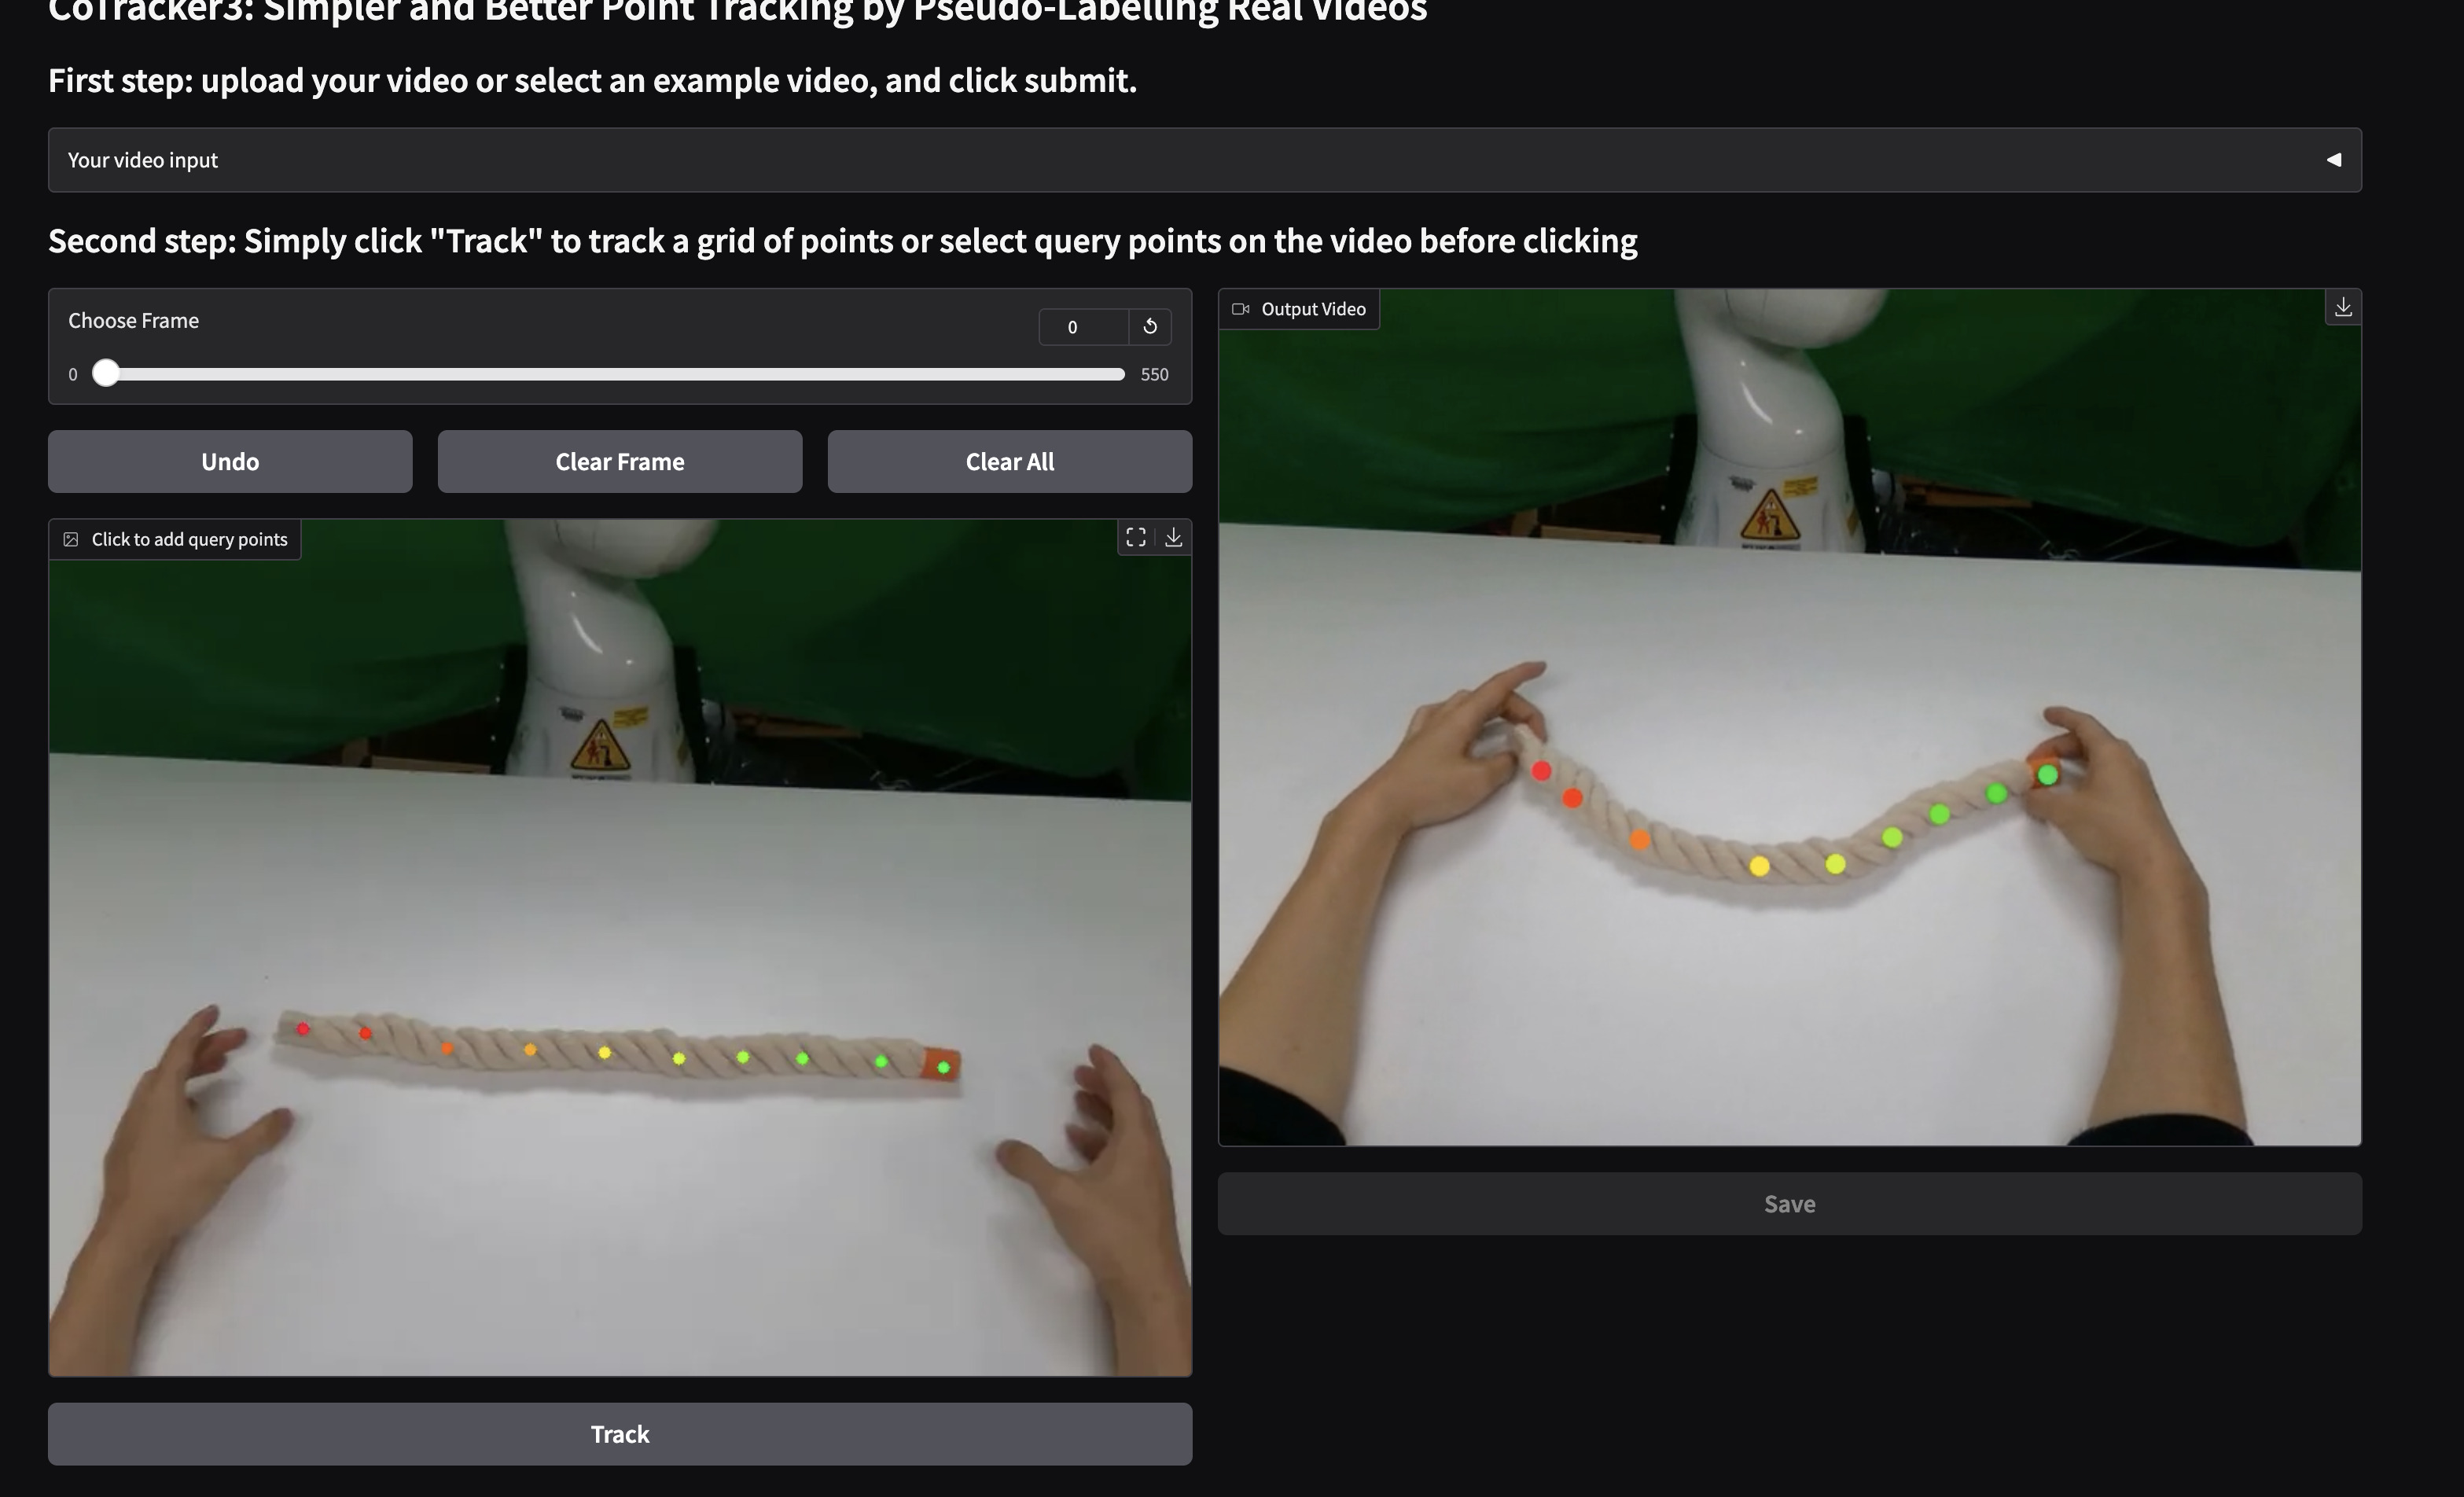 CoTracker3: Simpler and Better Point Tracking by Pseudo-Labelling Real Videos
First step: upload your video or select an example video, and click submit.
Your video input
Second step: Simply click "Track" to track a grid of points or select query points on the video before clicking
Choose Frame
0
0
550
Undo
Clear Frame
Clear All
Click to add query points
Track
Output Video
Save